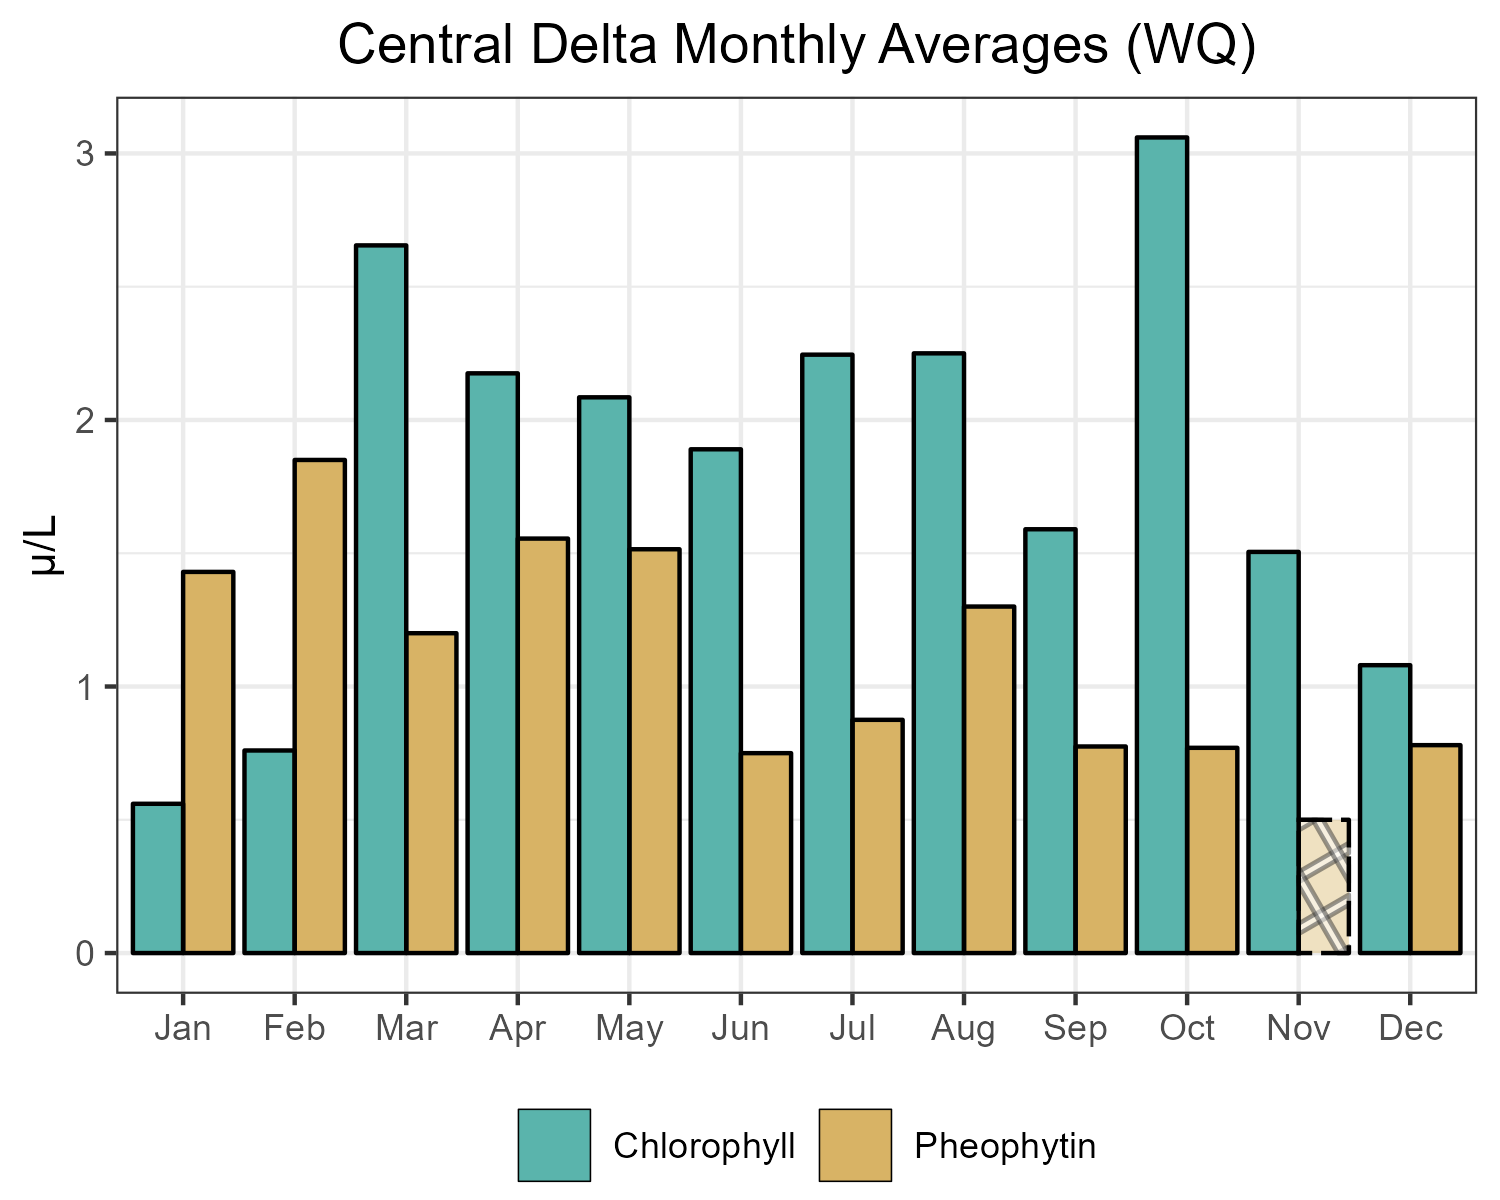 Central Delta Monthly Averages (WQ)
μ/L
3
2
1
0
Jan Feb Mar Apr May Jun Jul Aug Sep Oct Nov Dec
Chlorophyll Pheophytin